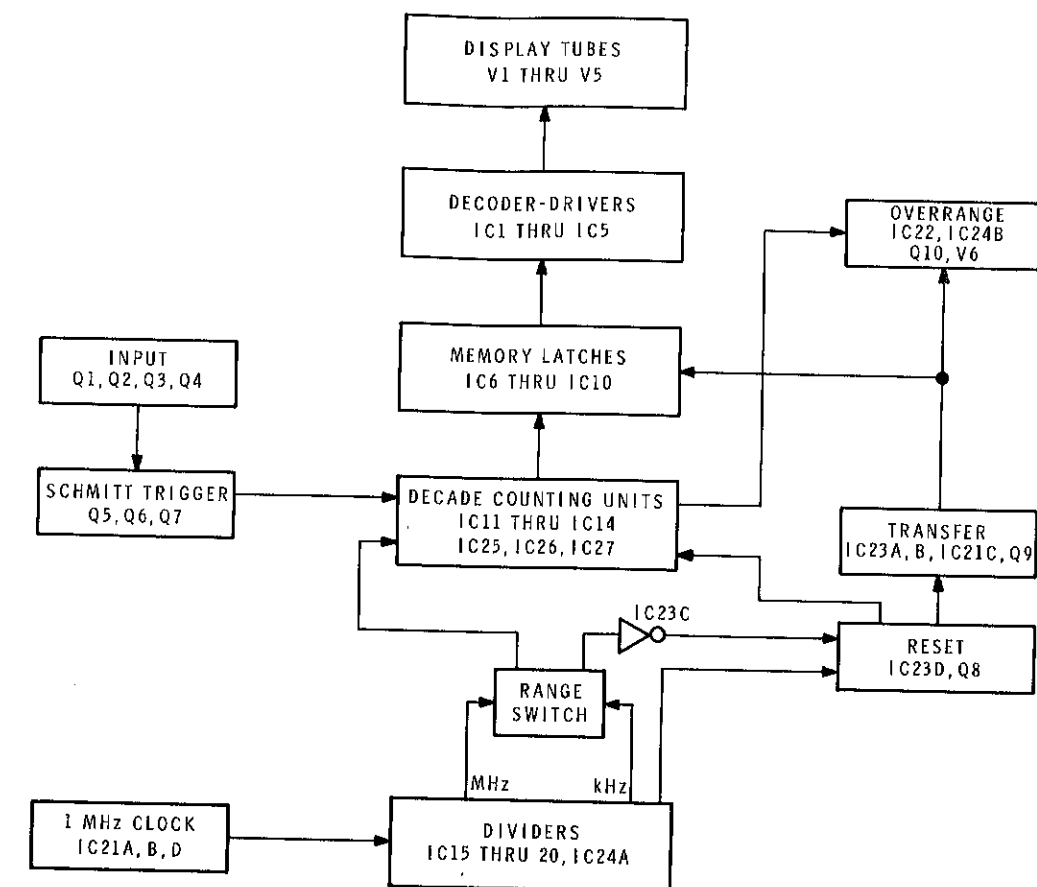 DISPLAY TUBES
V1 THRU V5
DECODER-DRIVERS
IC1 THRU IC5
OVERRANGE
IC22, IC24B
Q10, V6
MEMORY LATCHES
IC6 THRU IC10
INPUT
Q1, Q2, Q3, Q4
SCHMITT TRIGGER
Q5, Q6, Q7
DECADE COUNTING UNITS
IC11 THRU IC14
IC25, IC26, IC27
TRANSFER
IC23A, B, IC21C, Q9
IC23C
RESET
IC23D, Q8
RANGE
SWITCH
MHz
kHz
1 MHz CLOCK
IC21A, B, D
DIVIDERS
IC15 THRU 20, IC24A